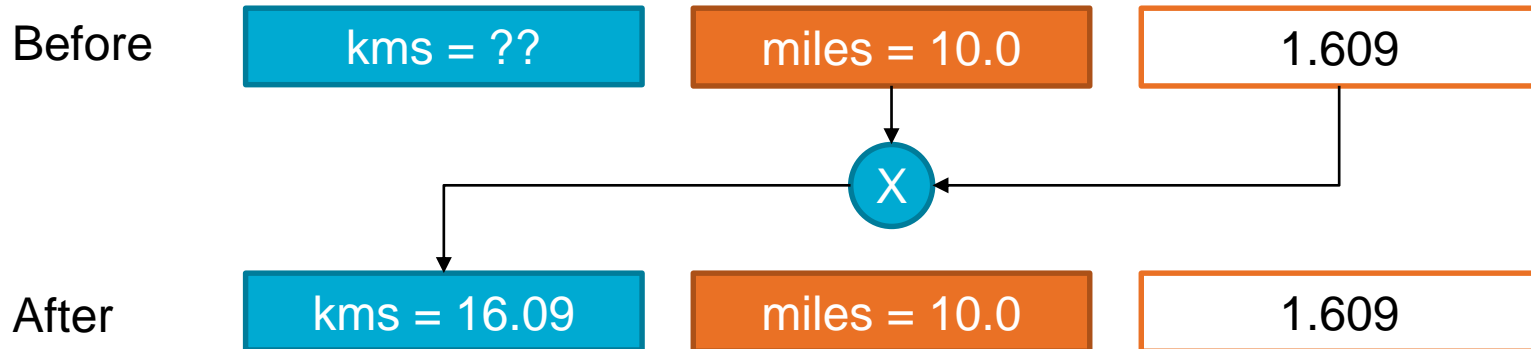 Before kms = ?? miles = 10.0 1.609
X
After kms = 16.09 miles = 10.0 1.609